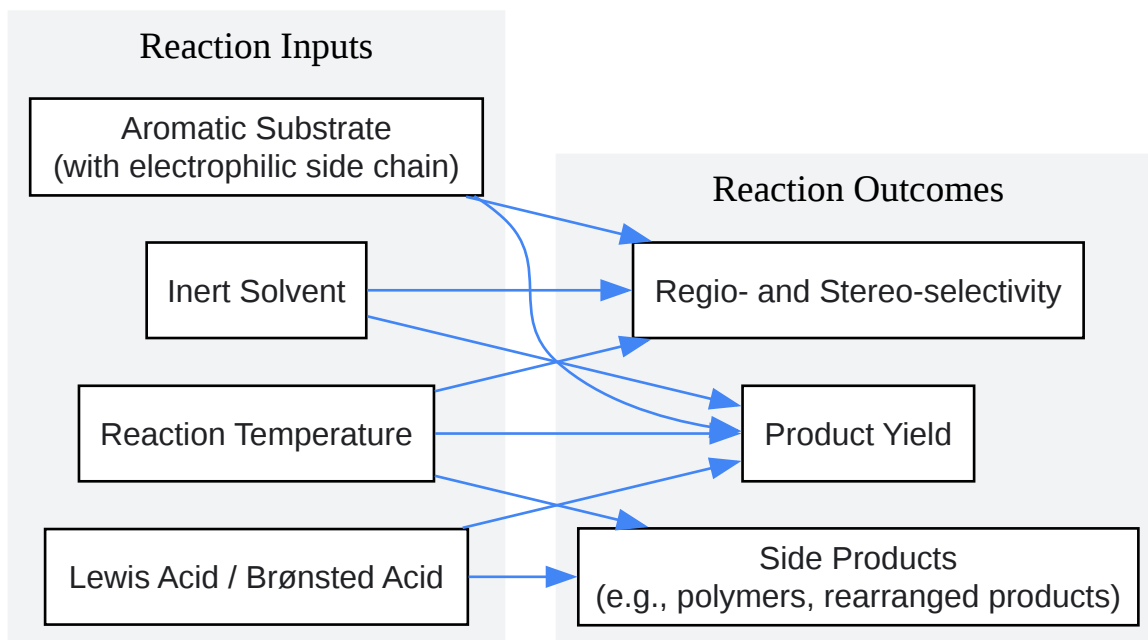 Reaction Inputs
Aromatic Substrate
(with electrophilic side chain)
Inert Solvent
Reaction Temperature
Lewis Acid / Brønsted Acid
Reaction Outcomes
Regio- and Stereo-selectivity
Product Yield
Side Products
(e.g., polymers, rearranged products)